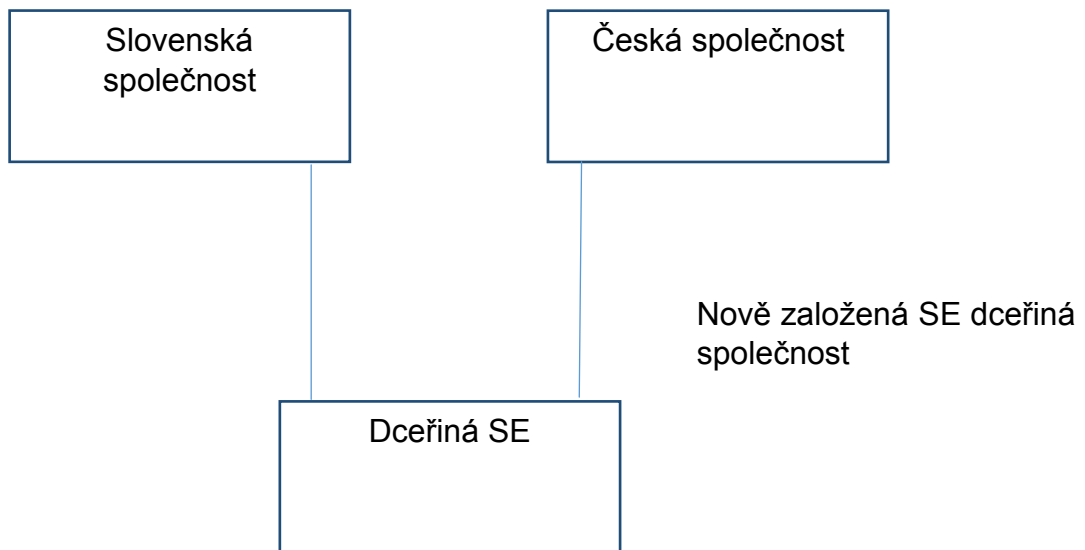 Slovenská
společnost
Česká společnost
Nově založená SE dceřiná
společnost
Dceřiná SE